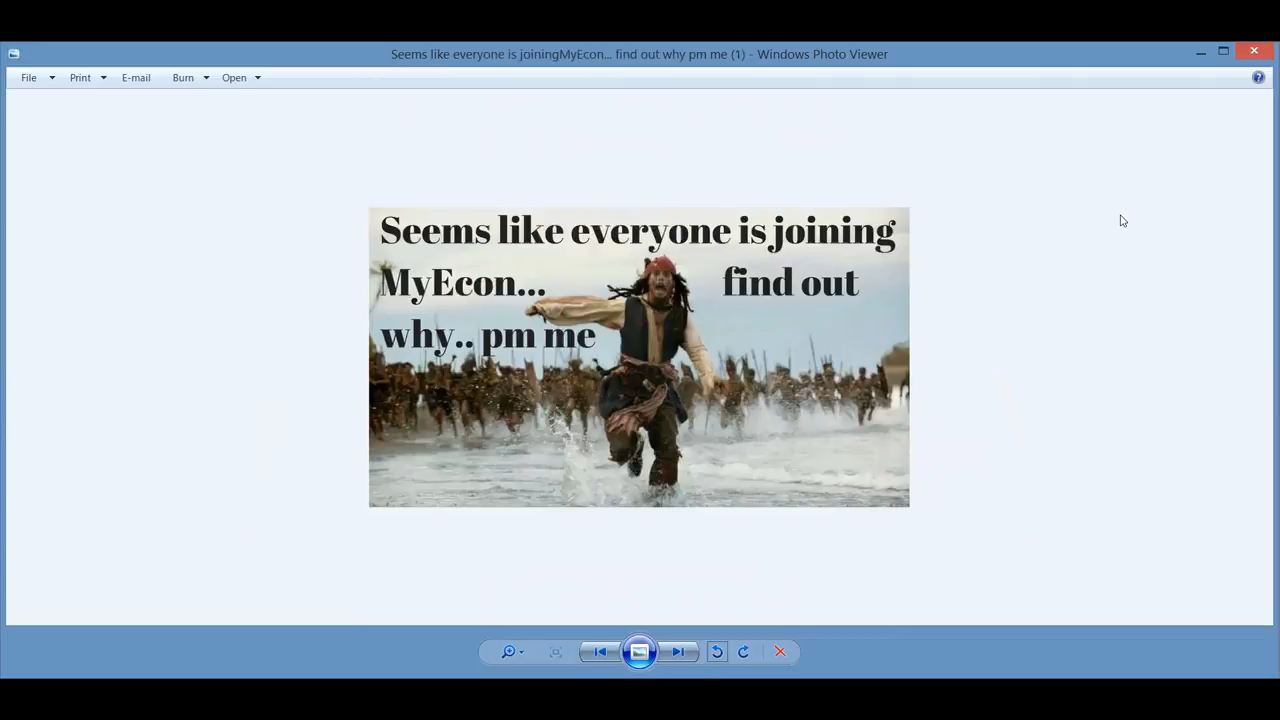 Seems like everyone is joiningMyEcon... find out why pm me (1) - Windows Photo Viewer
File Print E-mail Burn Open
Seems like everyone is joining
MyEcon... find out
why.. pm me